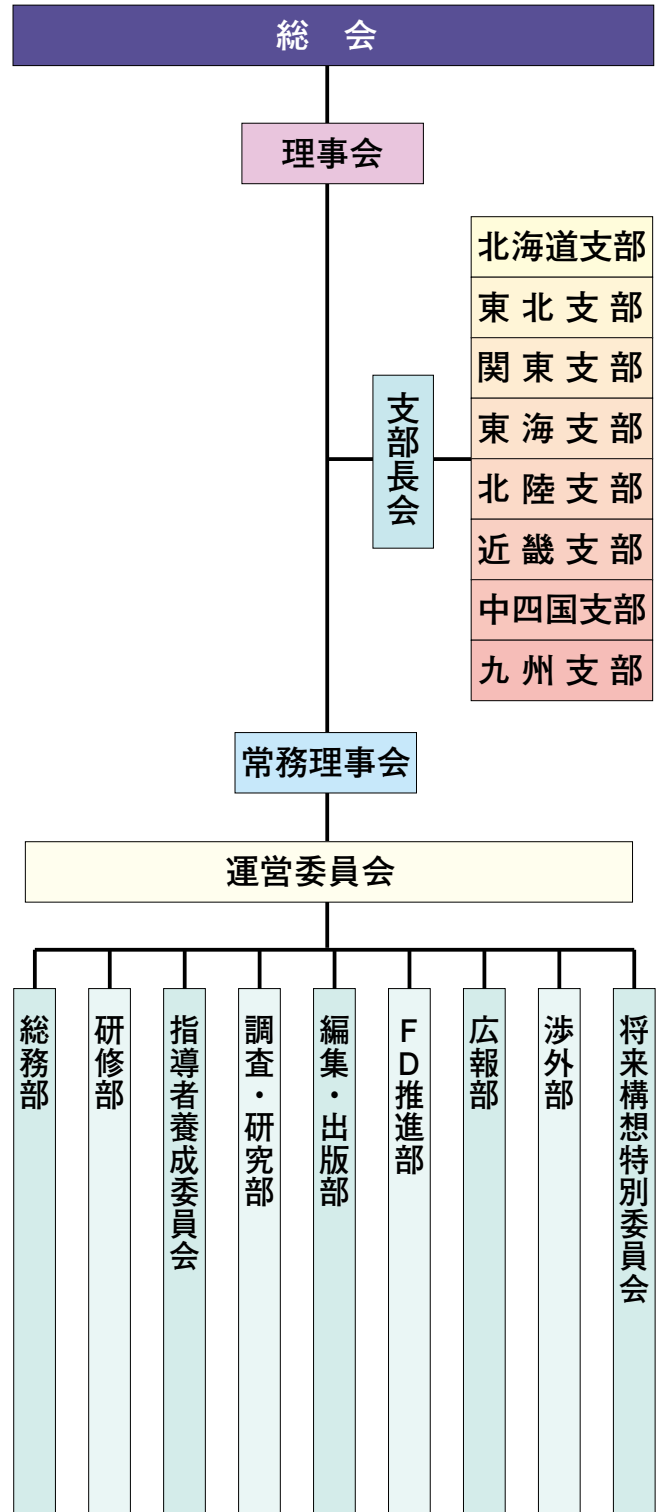 総　会
理事会
北海道支部
東北支部
関東支部
東海支部
北陸支部
近畿支部
中四国支部
九州支部
支部長会
常務理事会
運営委員会
総務部
研修部
指導者養成委員会
調査・研究部
編集・出版部
FD推進部
広報部
渉外部
将来構想特別委員会